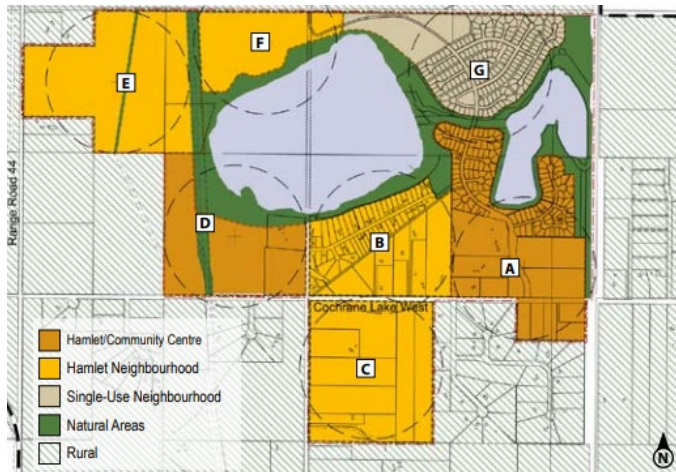 F
E
G
Range Road 44
D
B
A
Cochrane Lake West
C
Hamlet/Community Centre
Hamlet Neighbourhood
Single-Use Neighbourhood
Natural Areas
Rural
N